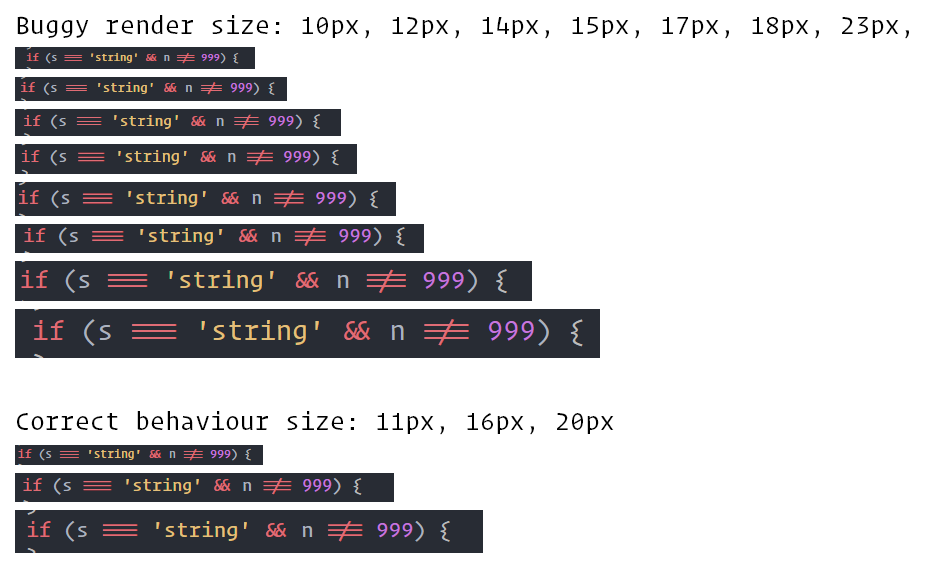 Buggy render size: 10px, 12px, 14px, 15px, 17px, 18px, 23px,
if (s === 'string' && n !== 999) {
if (s === 'string' && n !== 999) {
if (s === 'string' && n !== 999) {
if (s === 'string' && n !== 999) {
if (s === 'string' && n !== 999) {
if (s === 'string' && n !== 999) {
if (s === 'string' && n !== 999) {
if (s === 'string' && n !== 999) {
Correct behaviour size: 11px, 16px, 20px
if (s === 'string' && n !== 999) {
if (s === 'string' && n !== 999) {
if (s === 'string' && n !== 999) {